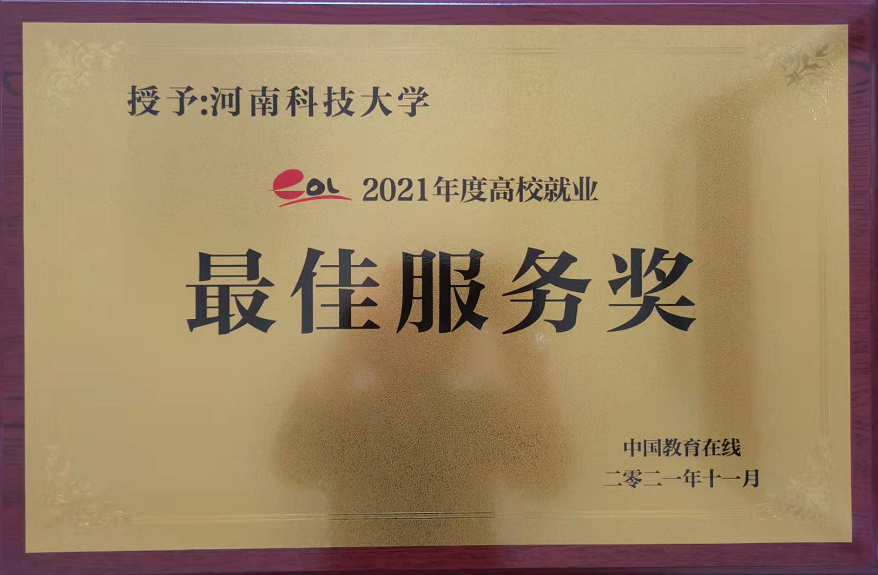 授予:河南科技大学
eoL 2021年度高校就业
最佳服务奖
中国教育在线
二零二一年十一月